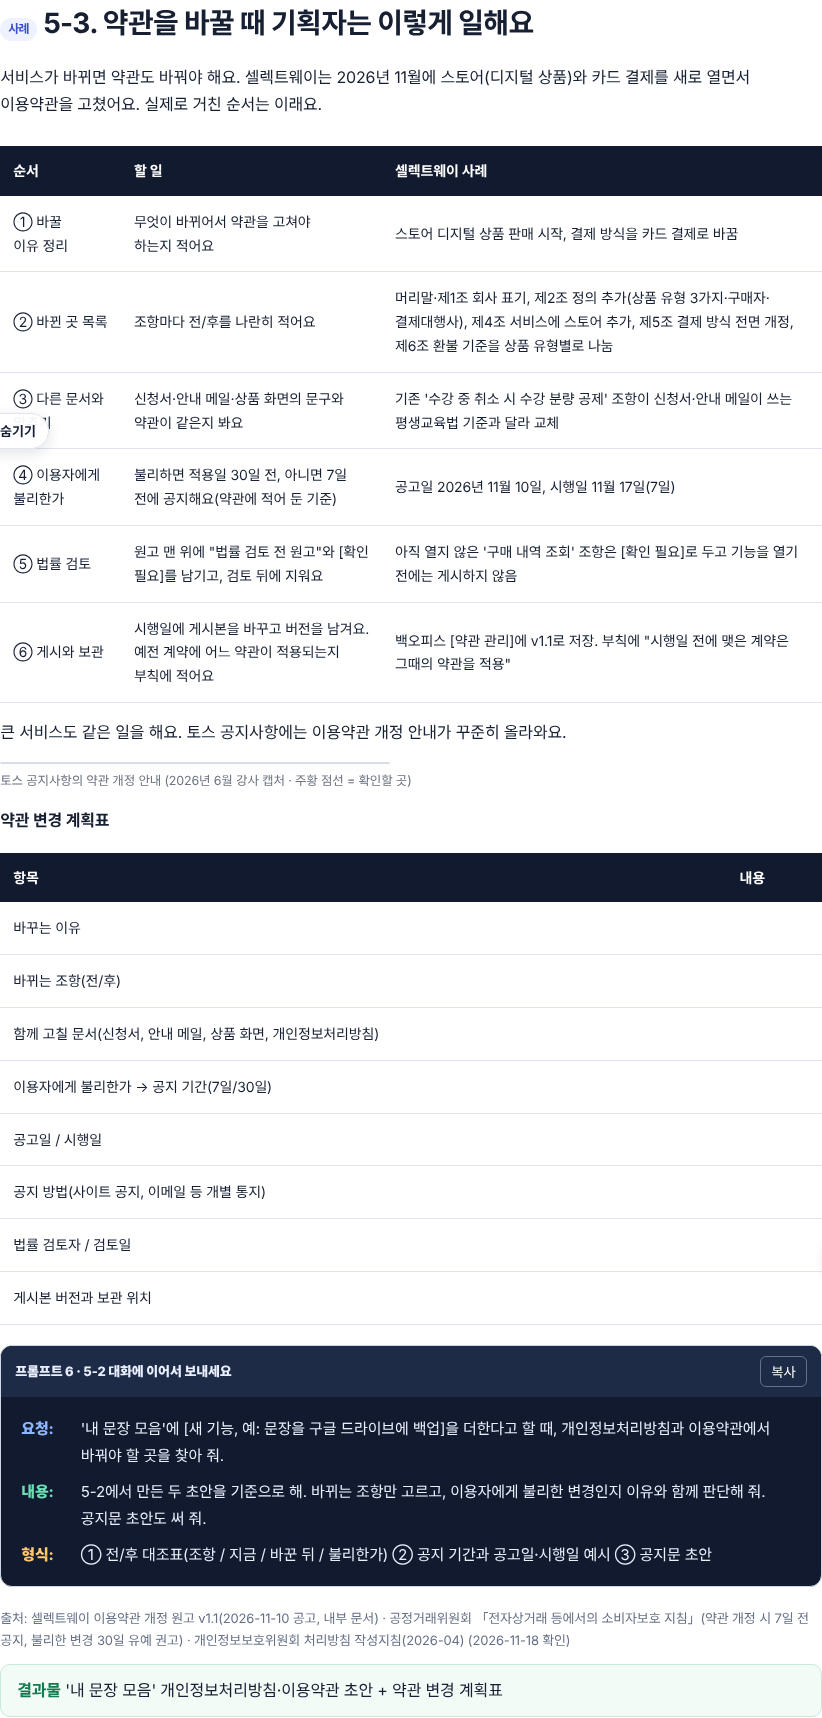 사례 5-3. 약관을 바꿀 때 기획자는 이렇게 일해요
서비스가 바뀌면 약관도 바꿔야 해요. 셀렉트웨이는 2026년 11월에 스토어(디지털 상품)와 카드 결제를 새로 열면서
이용약관을 고쳤어요. 실제로 거친 순서는 이래요.
순서 할 일 셀렉트웨이 사례
① 바꿀
이유 정리
무엇이 바뀌어서 약관을 고쳐야
하는지 적어요
스토어 디지털 상품 판매 시작, 결제 방식을 카드 결제로 바꿈
② 바뀐 곳 목록
조항마다 전/후를 나란히 적어요
머리말·제1조 회사 표기, 제2조 정의 추가(상품 유형 3가지·구매자·
결제대행사), 제4조 서비스에 스토어 추가, 제5조 결제 방식 전면 개정,
제6조 환불 기준을 상품 유형별로 나눔
③ 다른 문서와
숨기기
신청서·안내 메일·상품 화면의 문구와
약관이 같은지 봐요
기존 '수강 중 취소 시 수강 분량 공제' 조항이 신청서·안내 메일이 쓰는
평생교육법 기준과 달라 교체
④ 이용자에게
불리한가
불리하면 적용일 30일 전, 아니면 7일
전에 공지해요(약관에 적어 둔 기준)
공고일 2026년 11월 10일, 시행일 11월 17일(7일)
⑤ 법률 검토
원고 맨 위에 "법률 검토 전 원고"와 [확인
필요]를 남기고, 검토 뒤에 지워요
아직 열지 않은 '구매 내역 조회' 조항은 [확인 필요]로 두고 기능을 열기
전에는 게시하지 않음
⑥ 게시와 보관
시행일에 게시본을 바꾸고 버전을 남겨요.
예전 계약에 어느 약관이 적용되는지
부칙에 적어요
백오피스 [약관 관리]에 v1.1로 저장. 부칙에 "시행일 전에 맺은 계약은
그때의 약관을 적용"
큰 서비스도 같은 일을 해요. 토스 공지사항에는 이용약관 개정 안내가 꾸준히 올라와요.
토스 공지사항의 약관 개정 안내 (2026년 6월 강사 캡처 · 주황 점선 = 확인할 곳)
약관 변경 계획표
항목 내용
바꾸는 이유
바뀌는 조항(전/후)
함께 고칠 문서(신청서, 안내 메일, 상품 화면, 개인정보처리방침)
이용자에게 불리한가 → 공지 기간(7일/30일)
공고일 / 시행일
공지 방법(사이트 공지, 이메일 등 개별 통지)
법률 검토자 / 검토일
게시본 버전과 보관 위치
프롬프트 6 · 5-2 대화에 이어서 보내세요 복사
요청: '내 문장 모음'에 [새 기능, 예: 문장을 구글 드라이브에 백업]을 더한다고 할 때, 개인정보처리방침과 이용약관에서
바꿔야 할 곳을 찾아 줘.
내용: 5-2에서 만든 두 초안을 기준으로 해. 바뀌는 조항만 고르고, 이용자에게 불리한 변경인지 이유와 함께 판단해 줘.
공지문 초안도 써 줘.
형식: ① 전/후 대조표(조항 / 지금 / 바꾼 뒤 / 불리한가) ② 공지 기간과 공고일·시행일 예시 ③ 공지문 초안
출처: 셀렉트웨이 이용약관 개정 원고 v1.1(2026-11-10 공고, 내부 문서) · 공정거래위원회 「전자상거래 등에서의 소비자보호 지침」(약관 개정 시 7일 전
공지, 불리한 변경 30일 유예 권고) · 개인정보보호위원회 처리방침 작성지침(2026-04) (2026-11-18 확인)
결과물 '내 문장 모음' 개인정보처리방침·이용약관 초안 + 약관 변경 계획표